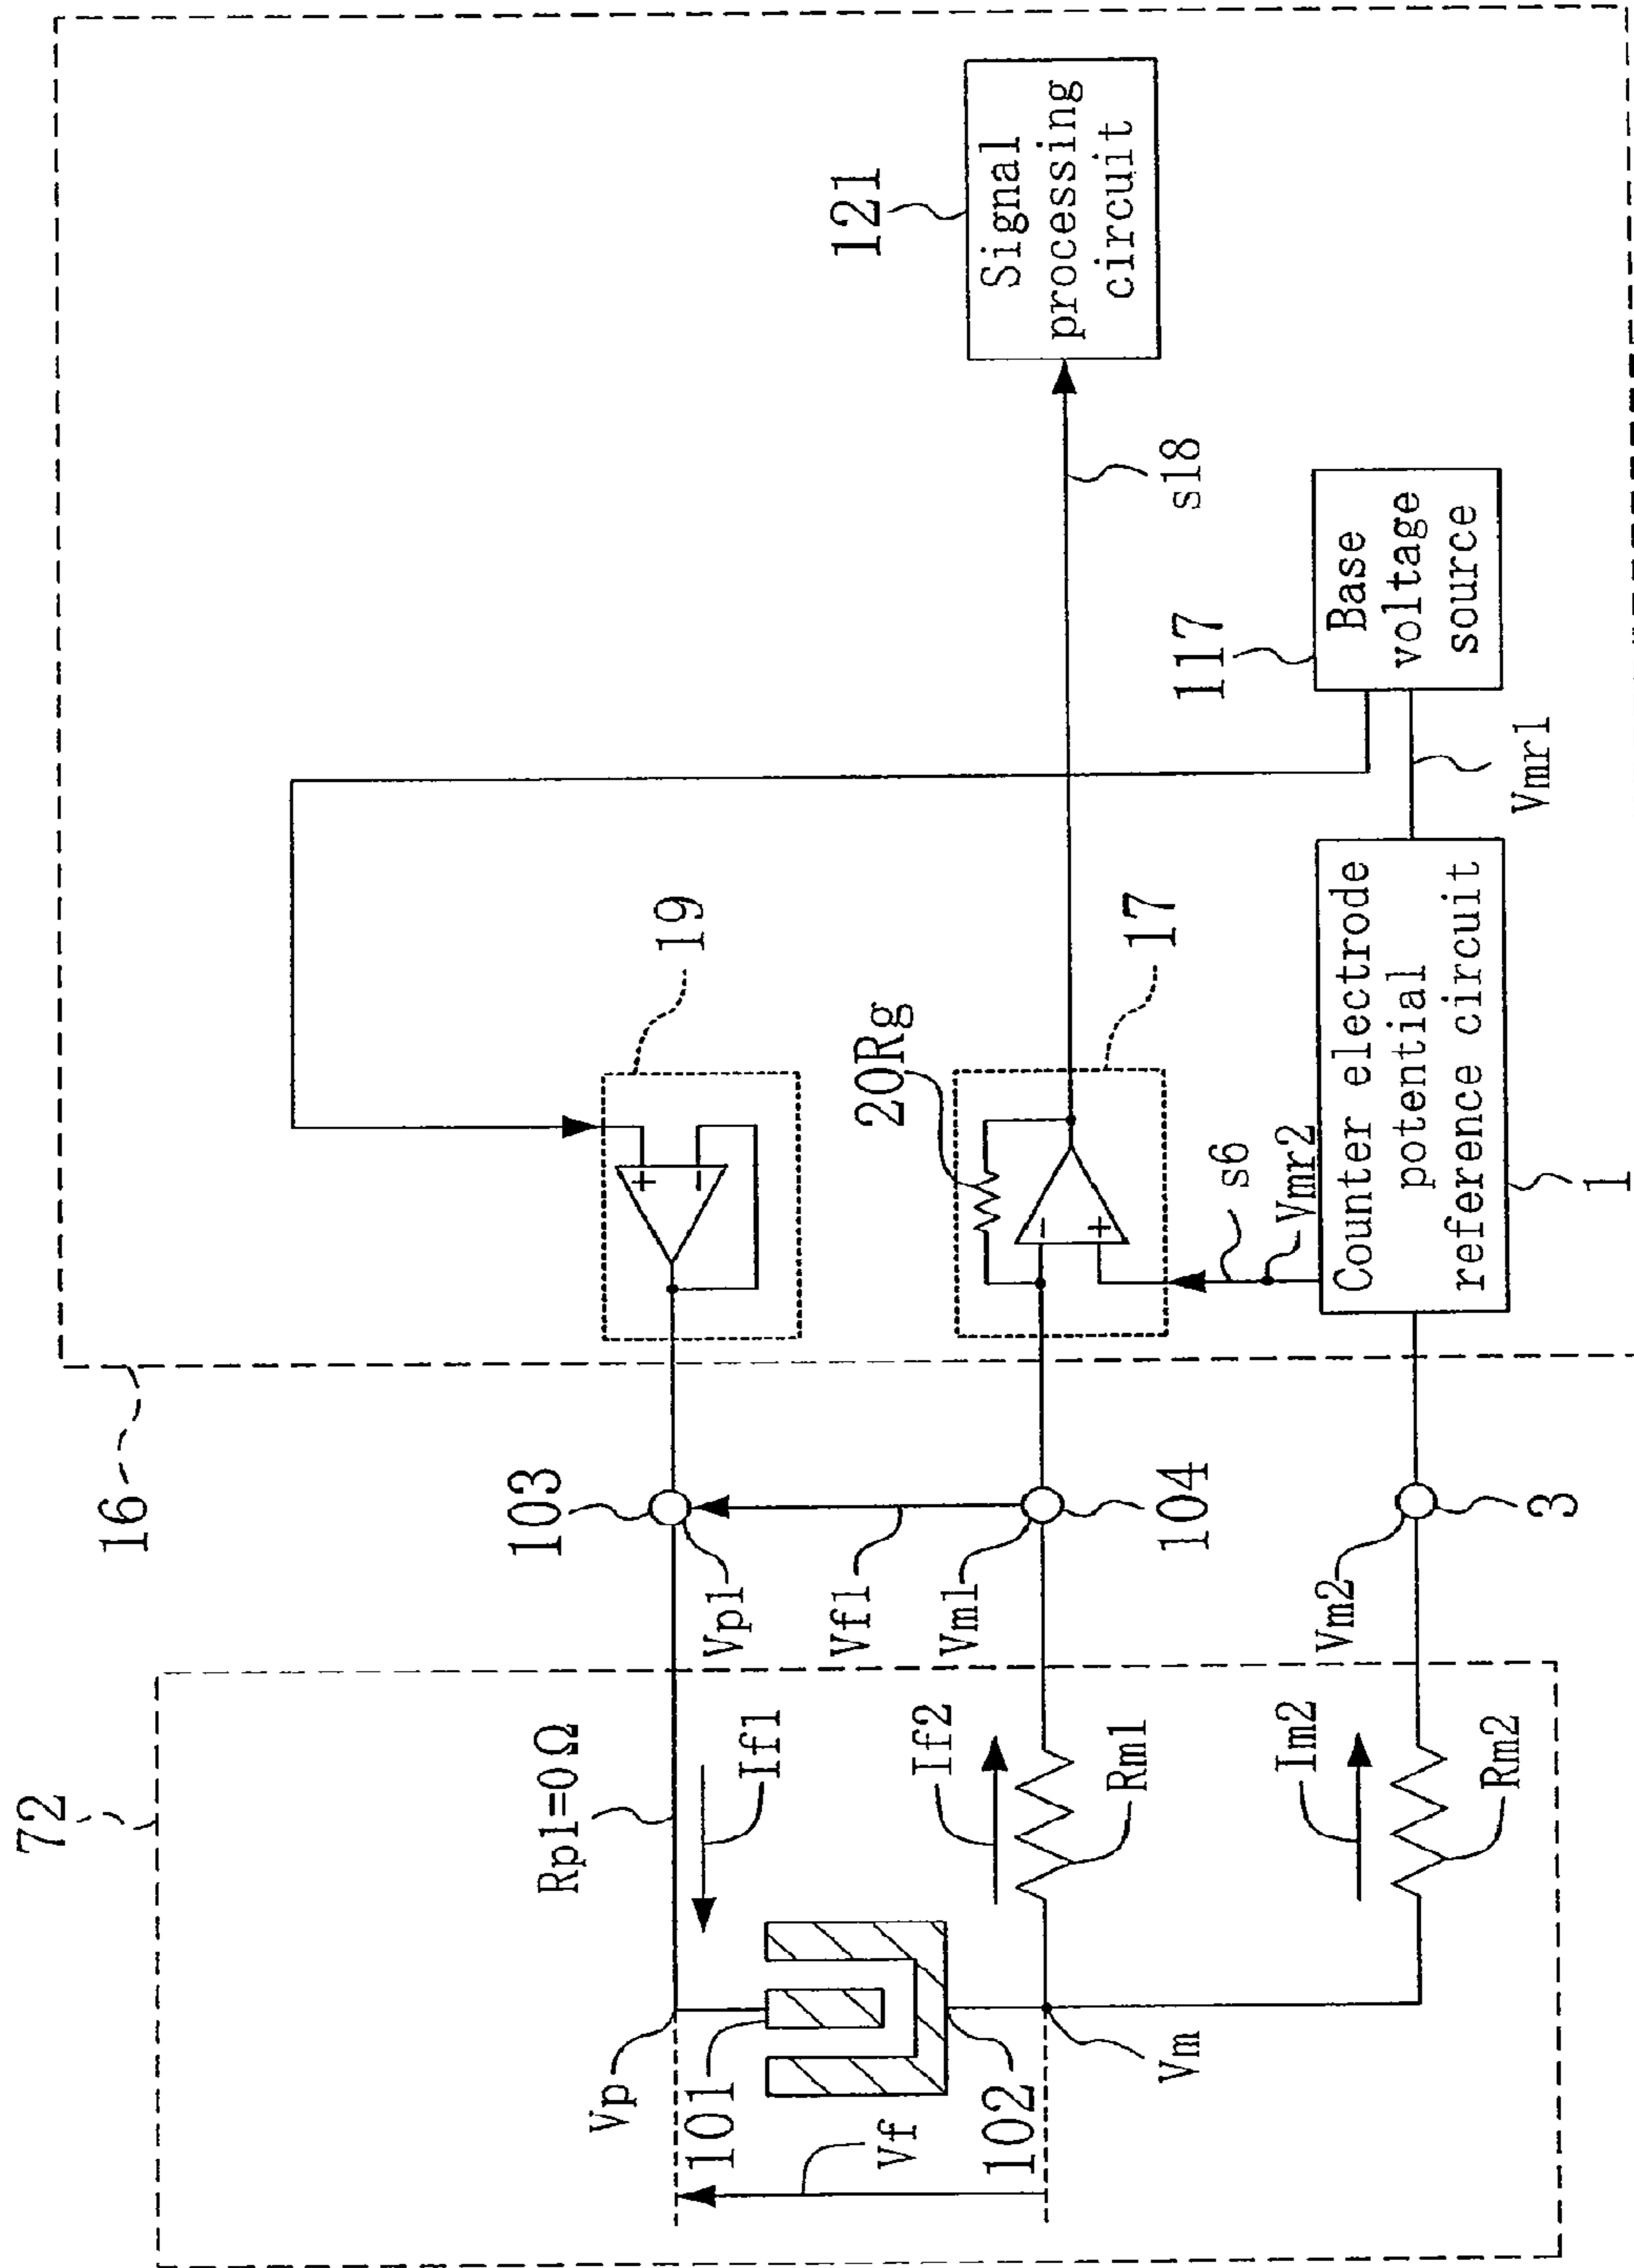 72
16
Vp
101
Vf
102
Vm
Rp1=0Ω
If1
If2
Rm1
Im2
Rm2
103
Vp1
Vf1
Vm1
104
Vm2
3
19
20Rg
17
s6
Vmr2
Counter electrode
potential
reference circuit
1
Vmr1
117
Base
voltage
source
s18
121
Signal
processing
circuit
+
−
−
+